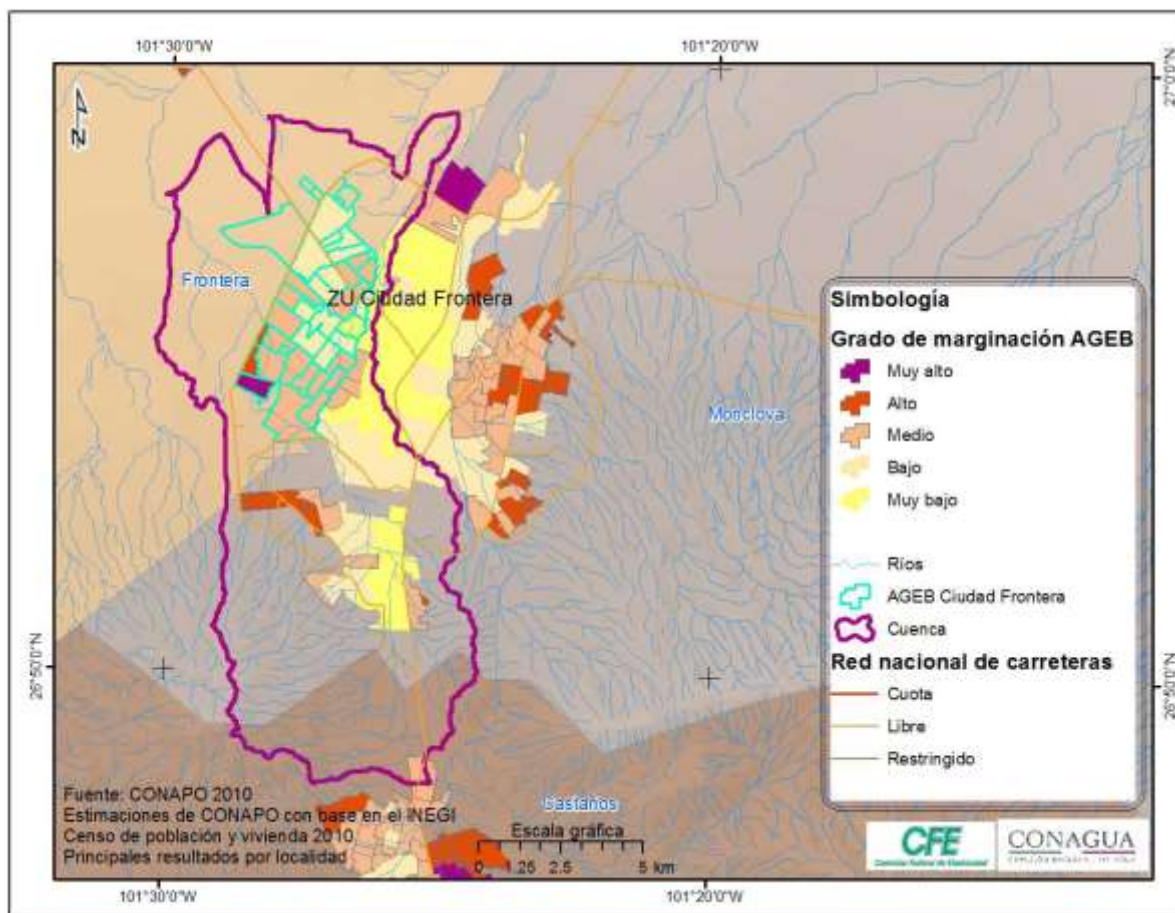 101°30'0"W
101°20'0"W
27°0'0"N
N
Frontera
ZU Ciudad Frontera
Monclova
Simbología
Grado de marginación AGEB
Muy alto
Alto
Medio
Bajo
Muy bajo
Ríos
AGEB Ciudad Frontera
Cuenca
Red nacional de carreteras
Cuota
Libre
Restringido
26°50'0"N
26°50'0"N
Castaños
Fuente: CONAPO 2010
Estimaciones de CONAPO con base en el INEGI
Censo de población y vivienda 2010
Principales resultados por localidad
Escala gráfica
0 1.25 2.5 5 km
CFE
Comisión Federal de Electricidad
CONAGUA
101°30'0"W
101°20'0"W